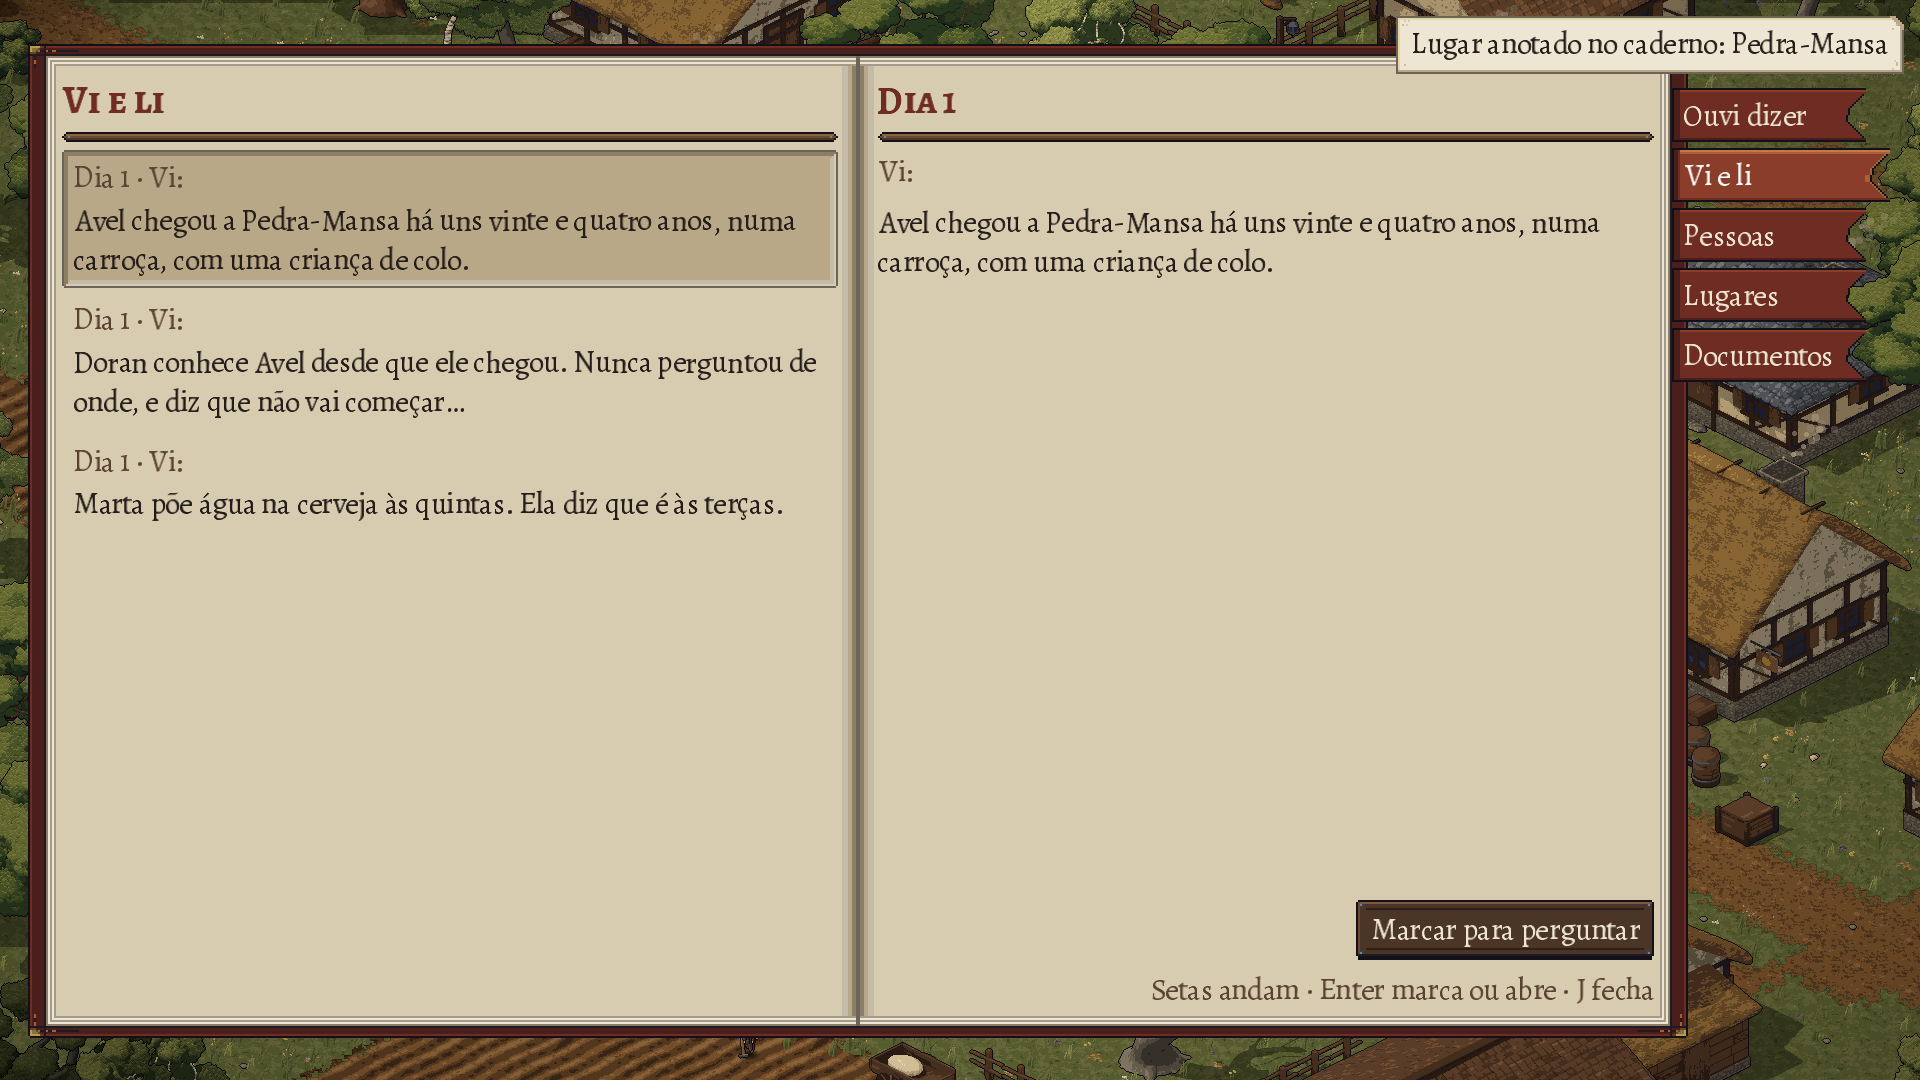 Lugar anotado no caderno: Pedra-Mansa
Vi e li
Dia 1 · Vi:
Avel chegou a Pedra-Mansa há uns vinte e quatro anos, numa
carroça, com uma criança de colo.
Dia 1 · Vi:
Doran conhece Avel desde que ele chegou. Nunca perguntou de
onde, e diz que não vai começar...
Dia 1 · Vi:
Marta põe água na cerveja às quintas. Ela diz que é às terças.
Dia 1
Vi:
Avel chegou a Pedra-Mansa há uns vinte e quatro anos, numa
carroça, com uma criança de colo.
Marcar para perguntar
Setas andam · Enter marca ou abre · J fecha
Ouvi dizer
Vi e li
Pessoas
Lugares
Documentos